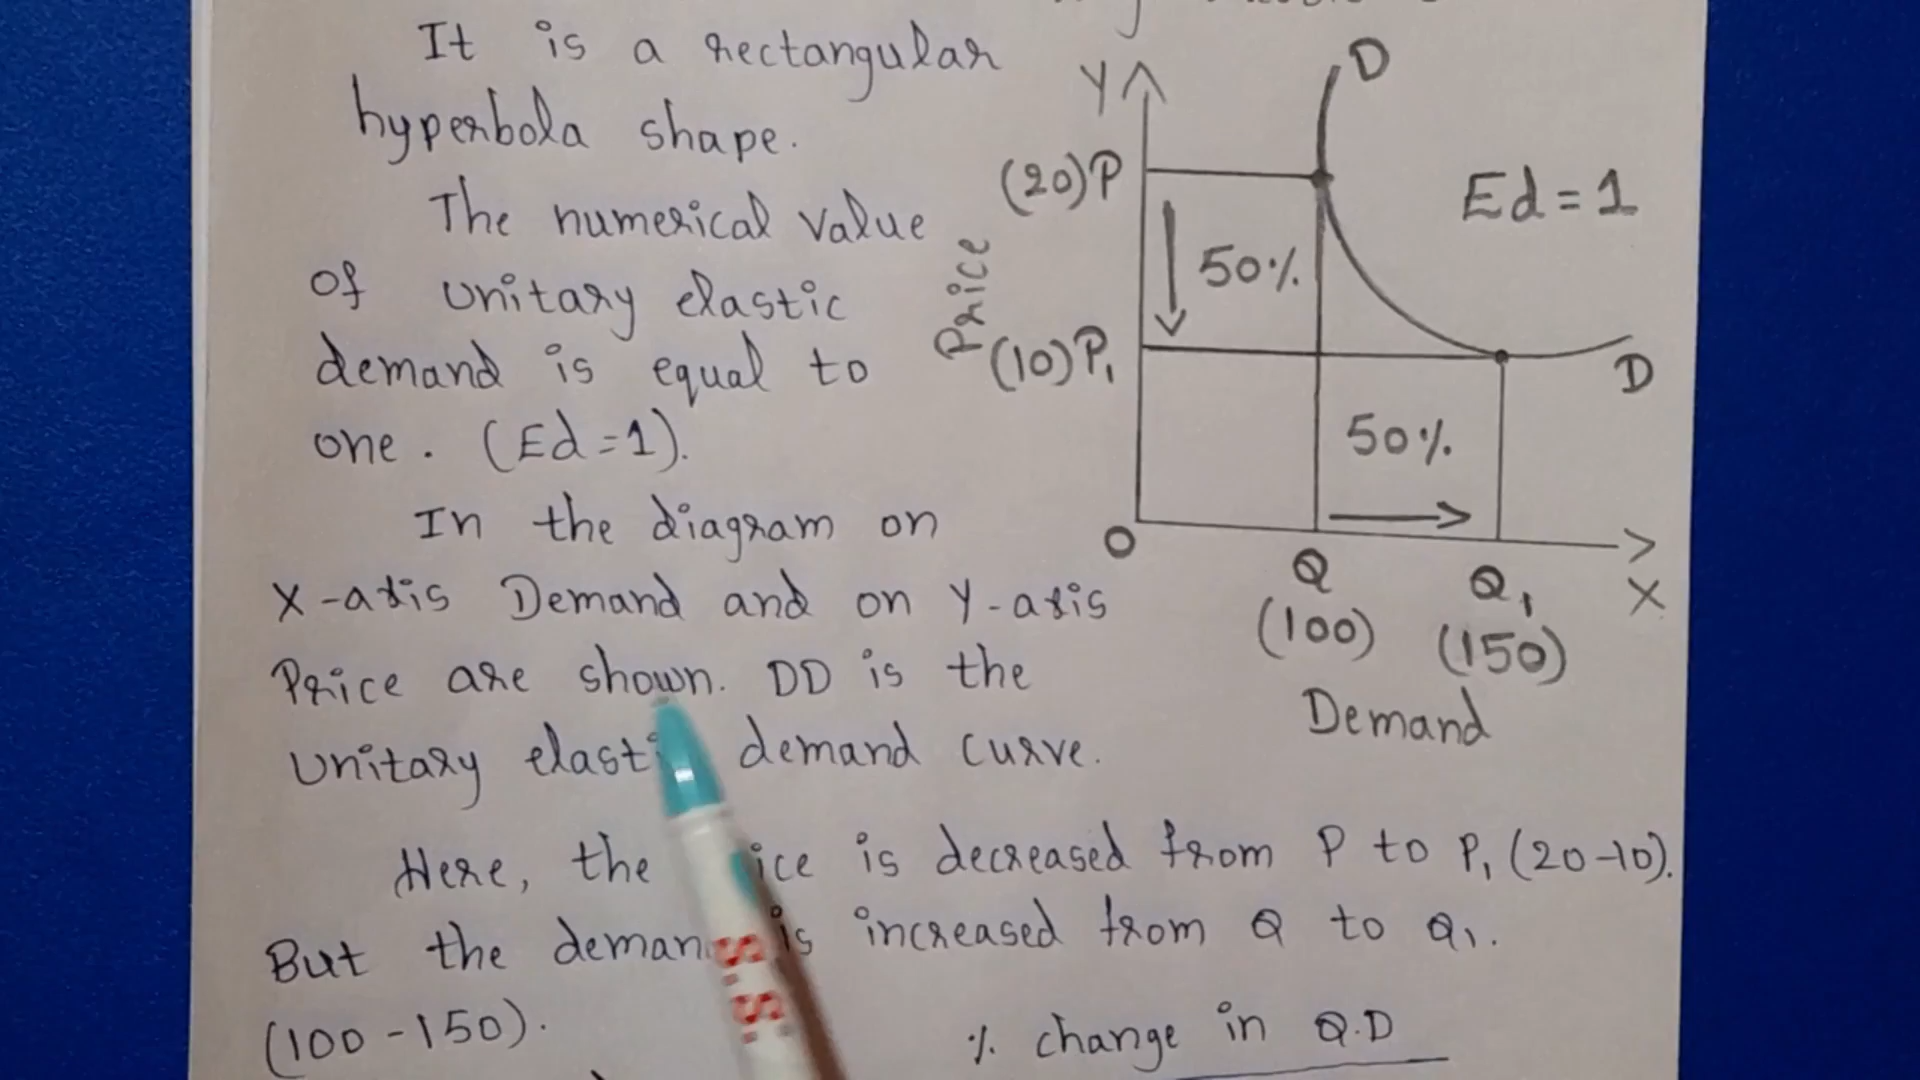 It is a rectangular
hyperbola shape.
The numerical value
of unitary elastic
demand is equal to
one. (Ed=1).
In the diagram on
X-axis Demand and on Y-axis
Price are shown. DD is the
unitary elasti demand curve.
Here, the ice is decreased from P to P₁ (20-10).
But the deman is increased from Q to Q₁.
(100-150).
% change in Q.D
Y
D
(20)P
Ed=1
50%
Price
(10)P₁
D
50%
O
Q
Q₁
X
(100)
(150)
Demand